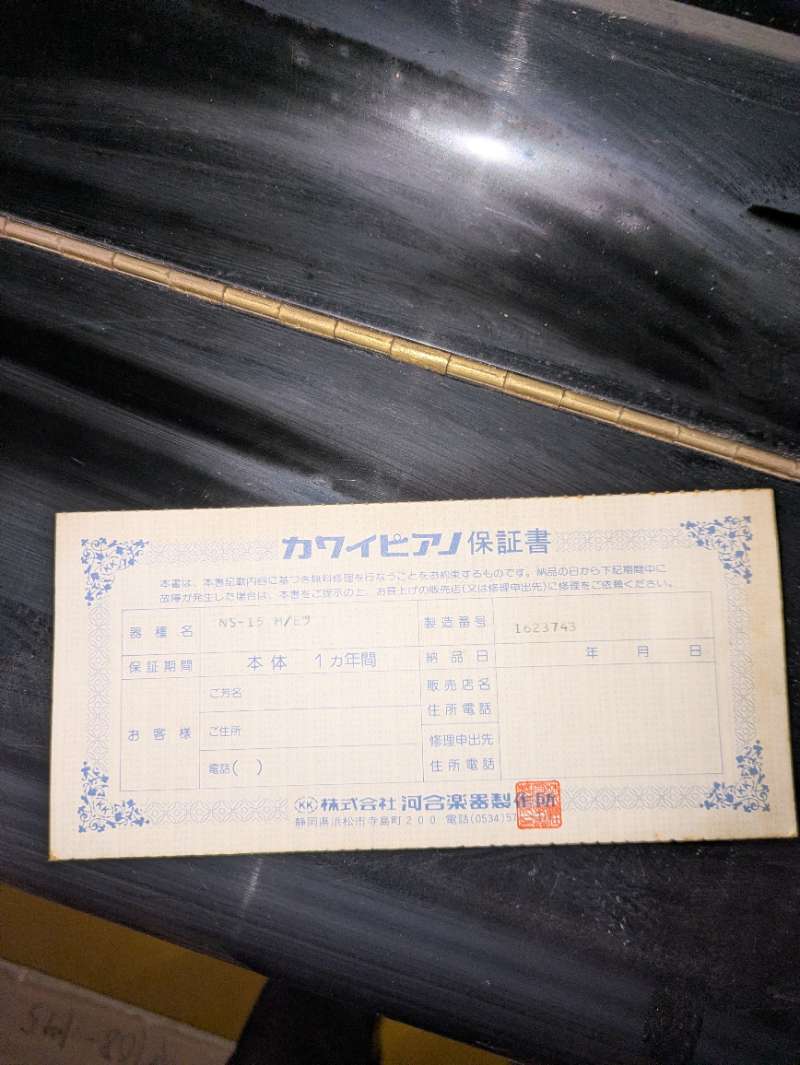 カワイピアノ保証書
本書は、本書記載内容に基づき無料修理を行なうことをお約束するものです。納品の日から下記期間中に
故障が発生した場合は、本書をご提示の上、お買上げの販売店(又は修理申出先)に修理をご依頼ください。
器種名 NS-15 M/Eク 製造番号 1623743
保証期間 本体 1ヵ年間 納品日 年 月 日
お客様 ご芳名 販売店名
住所電話
ご住所 修理申出先
電話( ) 住所電話
KK 株式会社 河合楽器製作所
静岡県浜松市寺島町200 電話(0534)57